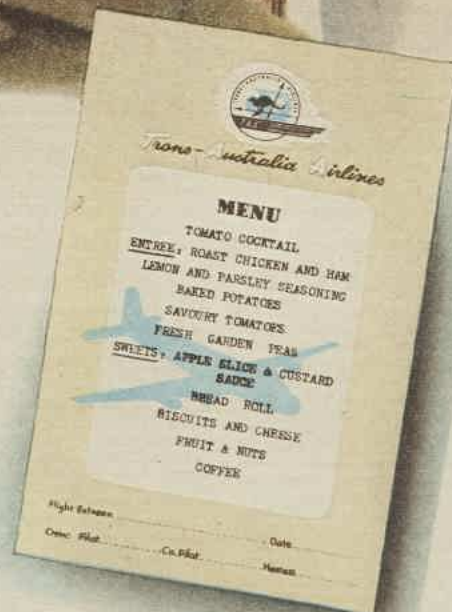 Trans-Australia Airlines
MENU
TOMATO COCKTAIL
ENTREE, ROAST CHICKEN AND HAM
LEMON AND PARSLEY SEASONING
BAKED POTATOES
SAVOURY TOMATOES
FRESH GARDEN PEAS
SWEETS, APPLE SLICE & CUSTARD
SAUCE
BREAD ROLL
BISCUITS AND CHEESE
FRUIT & NUTS
COFFEE
Flight Between Date
Crew: Pilot Co. Pilot Hostess